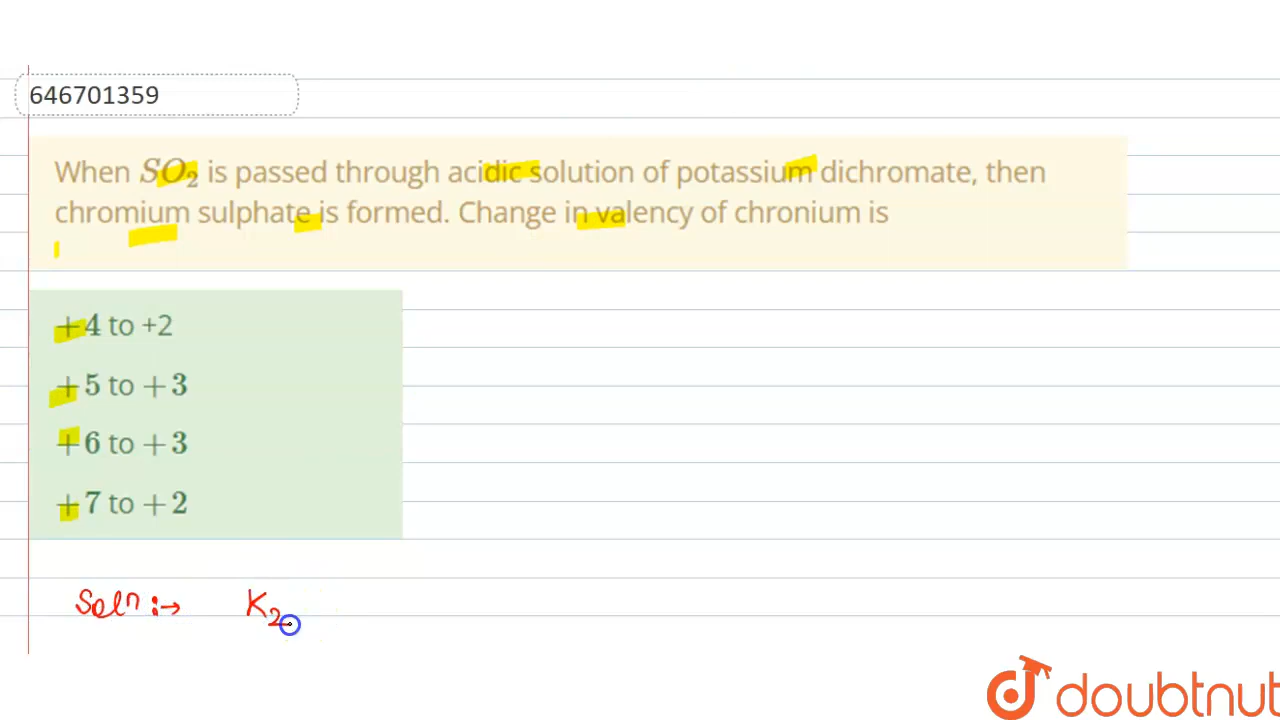 646701359
When SO₂ is passed through acidic solution of potassium dichromate, then
chromium sulphate is formed. Change in valency of chronium is
+4 to +2
+5 to +3
+6 to +3
+7 to +2
Soln :→ K₂
doubtnut